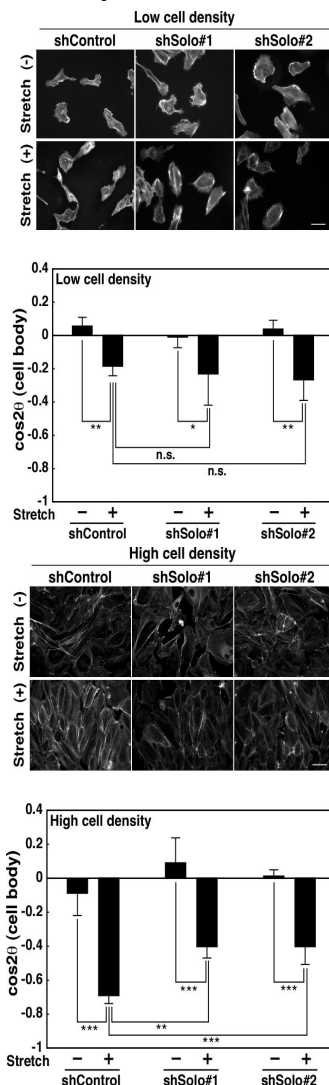 Low cell density
shControl shSolo#1 shSolo#2
Stretch (-)
Stretch (+)
0.4
Low cell density
0.2
0
-0.2
-0.4
** * **
n.s.
-0.6
n.s.
-0.8
-1
cos2θ (cell body)
Stretch − + − + − +
shControl shSolo#1 shSolo#2
High cell density
shControl shSolo#1 shSolo#2
Stretch (-)
Stretch (+)
0.4
High cell density
0.2
0
-0.2
-0.4
-0.6
*** ***
-0.8
*** **
***
-1
cos2θ (cell body)
Stretch − + − + − +
shControl shSolo#1 shSolo#2